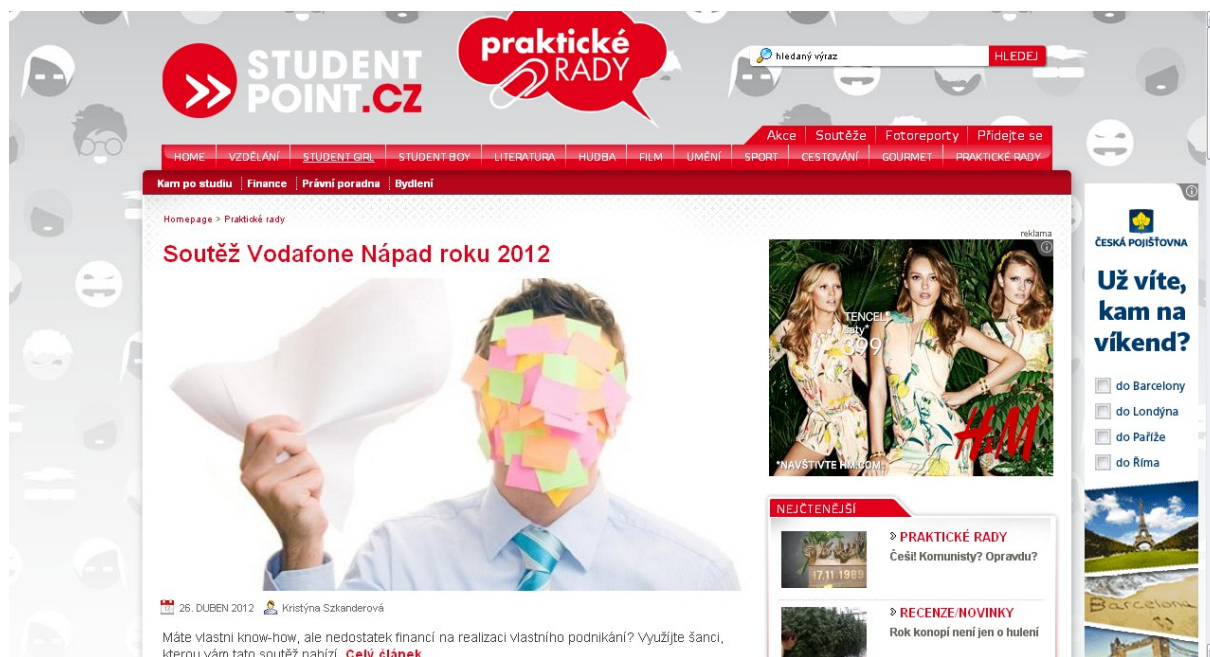 STUDENT
POINT.CZ
praktické
RADY
hledaný výraz
HLEDEJ
Akce Soutěže Fotoreporty Přidejte se
HOME VZDĚLÁNÍ STUDENT GIRL STUDENT BOY LITERATURA HUDBA FILM UMĚNÍ SPORT CESTOVÁNÍ GOURMET PRAKTICKÉ RADY
Kam po studiu Finance Právní poradna Bydlení
Homepage > Praktické rady
Soutěž Vodafone Nápad roku 2012
26. DUBEN 2012 Kristýna Szkanderová
Máte vlastni know-how, ale nedostatek financí na realizaci vlastního podnikání? Využijte šanci,
kterou vám tato soutěž nabízí. Celý článek
reklama
TENCEL®
šaty*
399
H&M
*NAVŠTIVTE HM.COM
NEJČTENĚJŠÍ
PRAKTICKÉ RADY
Češi! Komunisty? Opravdu?
17.11.1989
RECENZE/NOVINKY
Rok konopí není jen o hulení
ČESKÁ POJIŠŤOVNA
Už víte,
kam na
víkend?
do Barcelony
do Londýna
do Paříže
do Říma
Barcelona